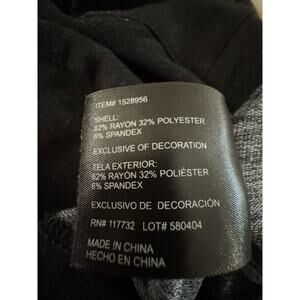 ITEM# 1528956
SHELL:
62% RAYON 32% POLYESTER
6% SPANDEX
EXCLUSIVE OF DECORATION
TELA EXTERIOR:
62% RAYÓN 32% POLIÉSTER
6% SPANDEX
EXCLUSIVO DE DECORACIÓN
RN# 117732 LOT# 580404
MADE IN CHINA
HECHO EN CHINA